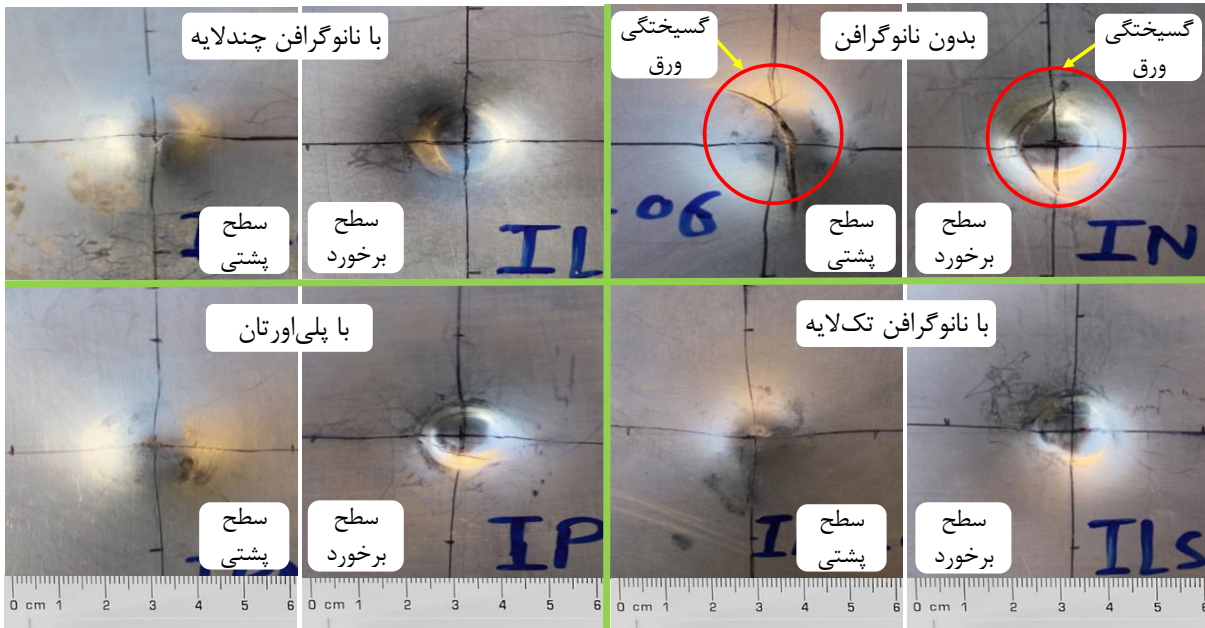 گسیختگی
ورق
بدون نانوگرافن
گسیختگی
ورق
با نانوگرافن چندلایه
سطح
برخورد
سطح
پشتی
سطح
برخورد
سطح
پشتی
IN
.06
IL
با نانوگرافن تک‌لایه
با پلی‌اورتان
سطح
برخورد
سطح
پشتی
سطح
برخورد
سطح
پشتی
ILS
IP
0 cm 1 2 3 4 5 6
0 cm 1 2 3 4 5 6
0 cm 1 2 3 4 5 6
0 cm 1 2 3 4 5 6